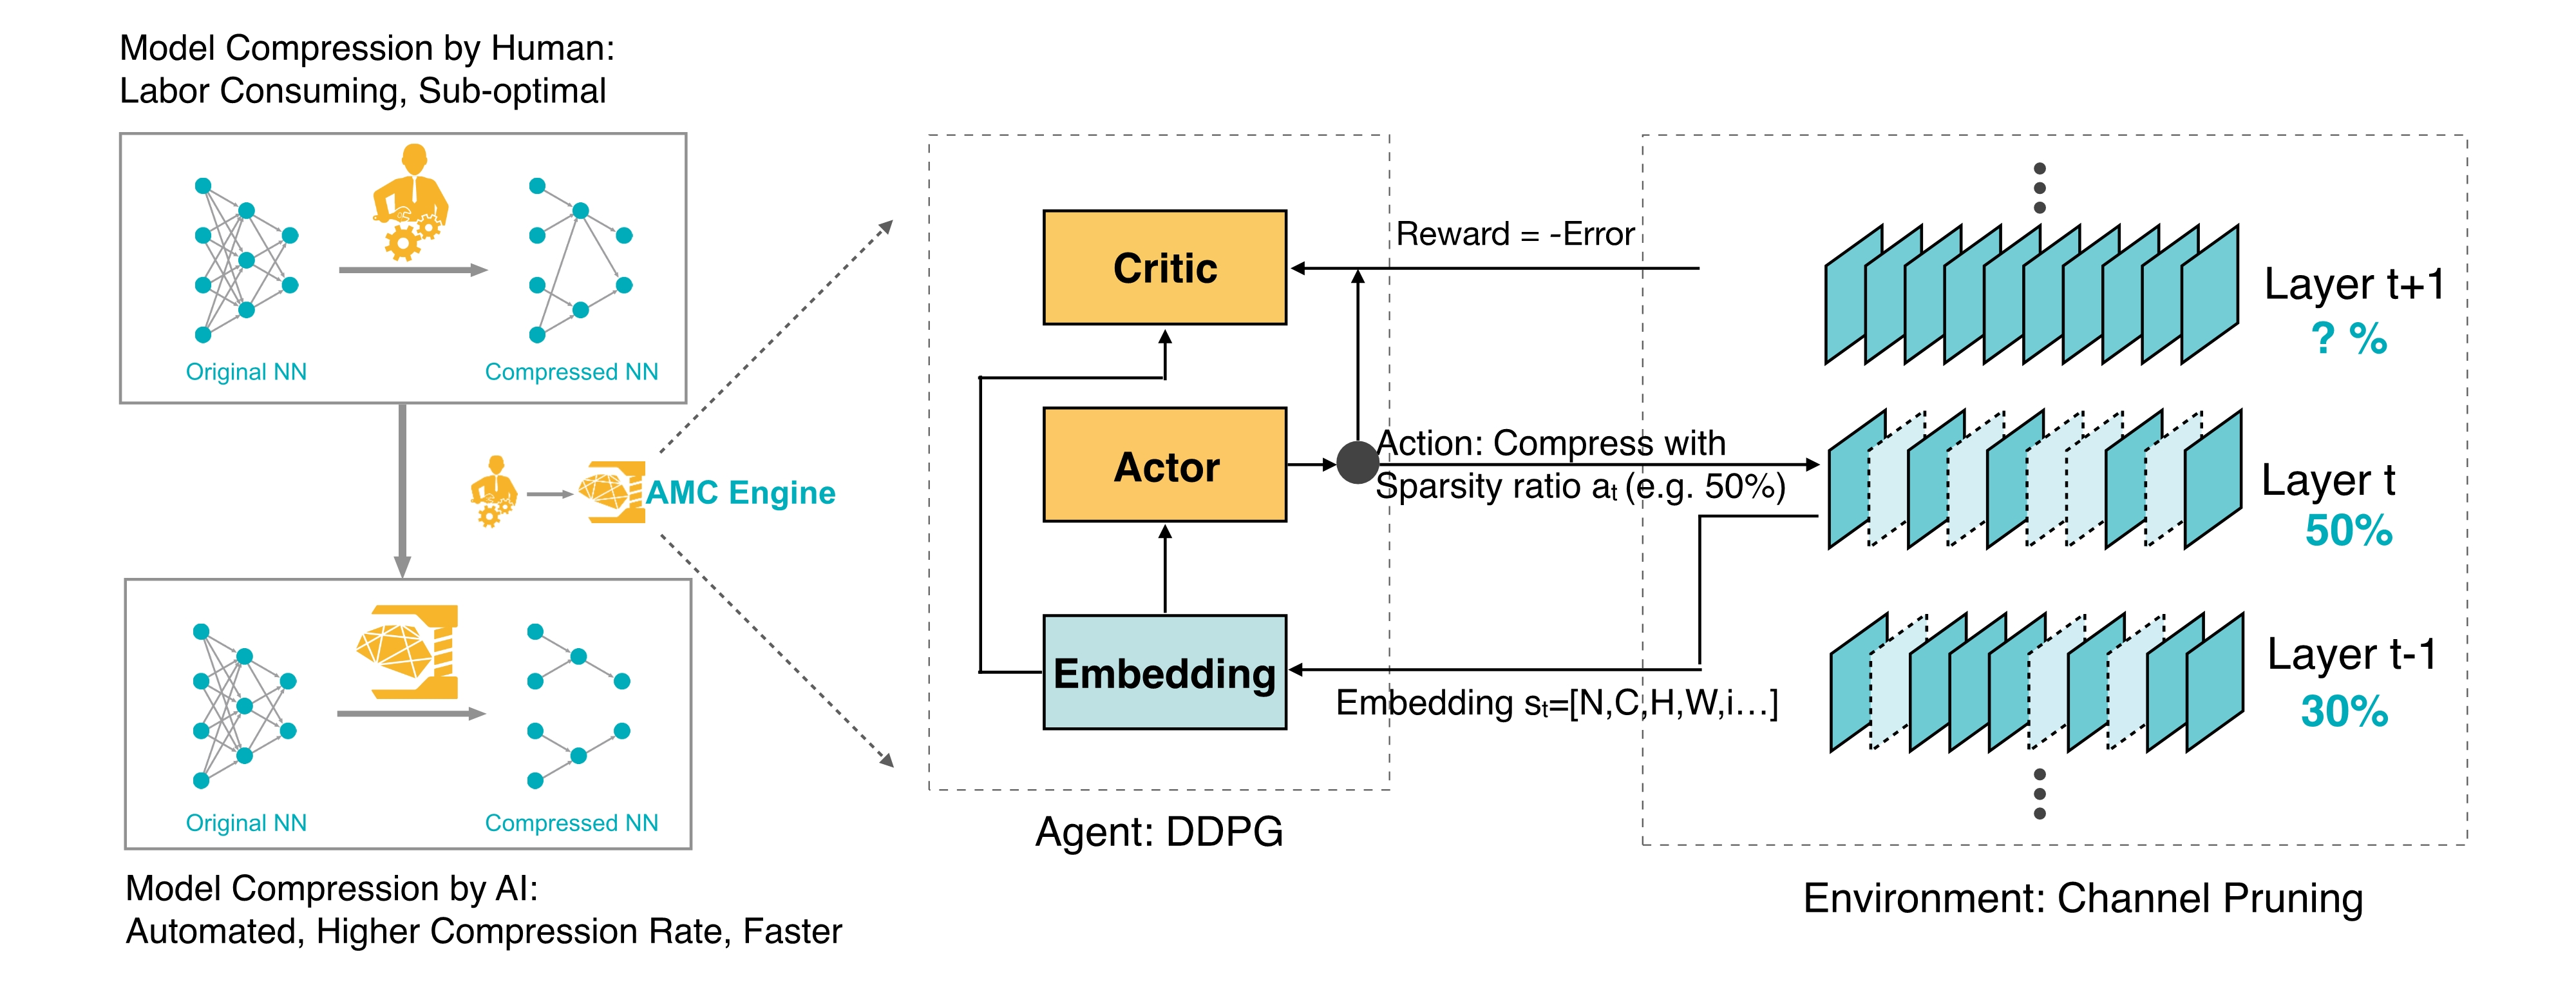 Model Compression by Human:
Labor Consuming, Sub-optimal
Original NN
Compressed NN
AMC Engine
Original NN
Compressed NN
Model Compression by AI:
Automated, Higher Compression Rate, Faster
Critic
Actor
Embedding
Agent: DDPG
Reward = -Error
Action: Compress with
Sparsity ratio aₜ (e.g. 50%)
Embedding sₜ=[N,C,H,W,i…]
Layer t+1
? %
Layer t
50%
Layer t-1
30%
Environment: Channel Pruning